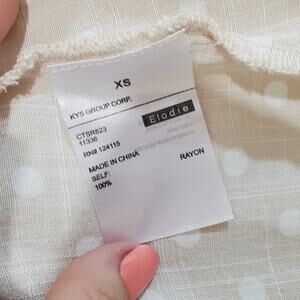 XS
KYS GROUP CORP.
Elodie
CTSR823
11336
RN# 124115
MADE IN CHINA
SELF:
100% RAYON